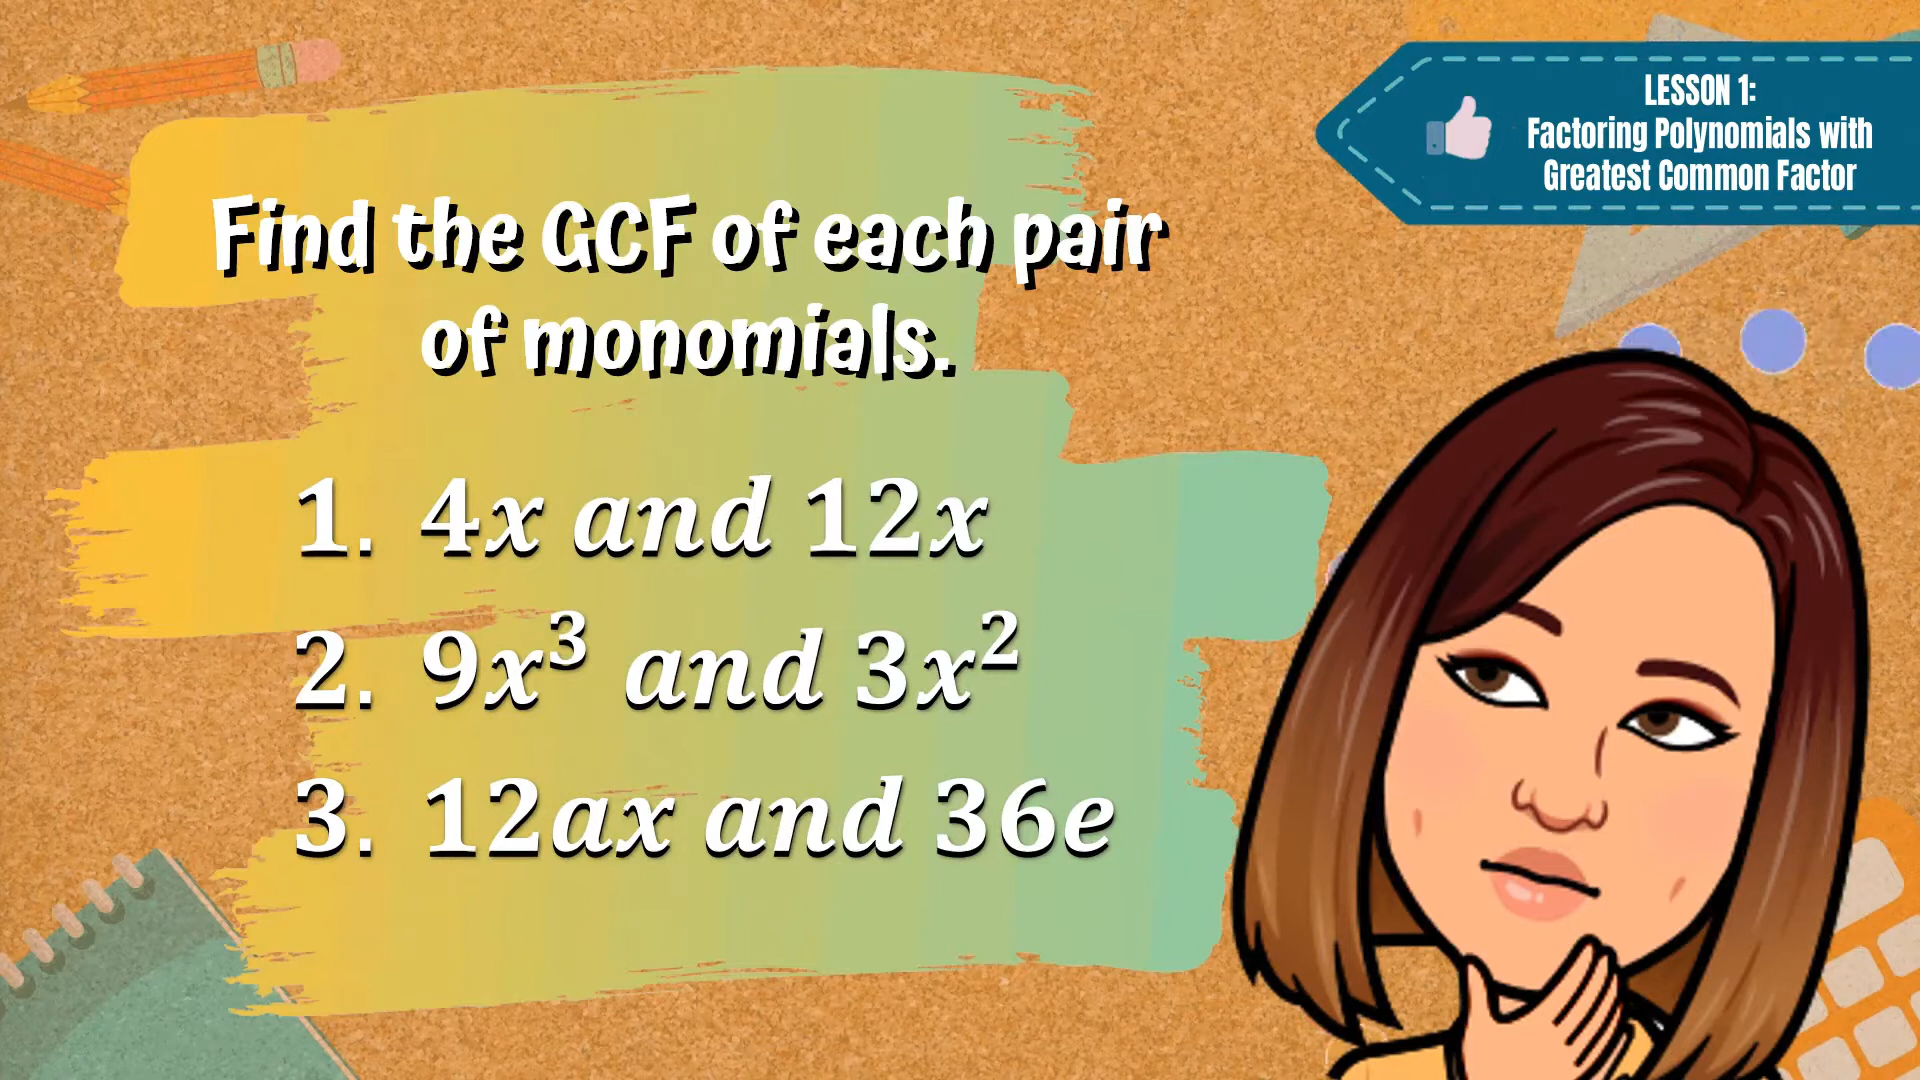 LESSON 1:
Factoring Polynomials with
Greatest Common Factor
Find the GCF of each pair
of monomials.
1. 4x and 12x
2. 9x³ and 3x²
3. 12ax and 36e